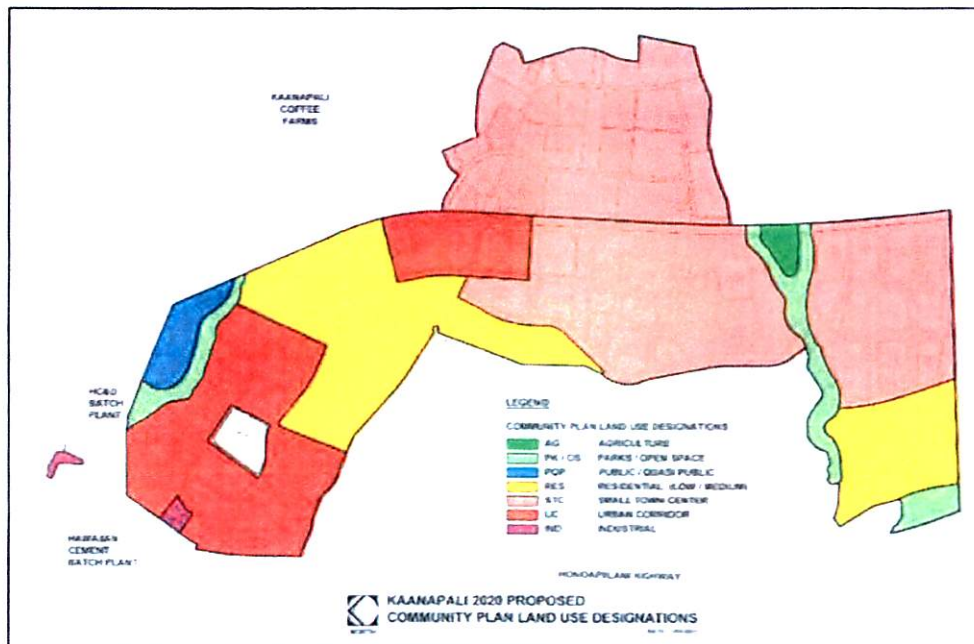 KAANAPALI
COFFEE
FARMS
HC&D
BATCH
PLANT
HAWAIIAN
CEMENT
BATCH PLANT
LEGEND
COMMUNITY PLAN LAND USE DESIGNATIONS
AG AGRICULTURE
PK / OS PARKS / OPEN SPACE
PQP PUBLIC / QUASI PUBLIC
RES RESIDENTIAL (LOW / MEDIUM)
STC SMALL TOWN CENTER
UC URBAN CORRIDOR
IND INDUSTRIAL
HONOAPIILANI HIGHWAY
KAANAPALI 2020 PROPOSED
COMMUNITY PLAN LAND USE DESIGNATIONS
NORTH